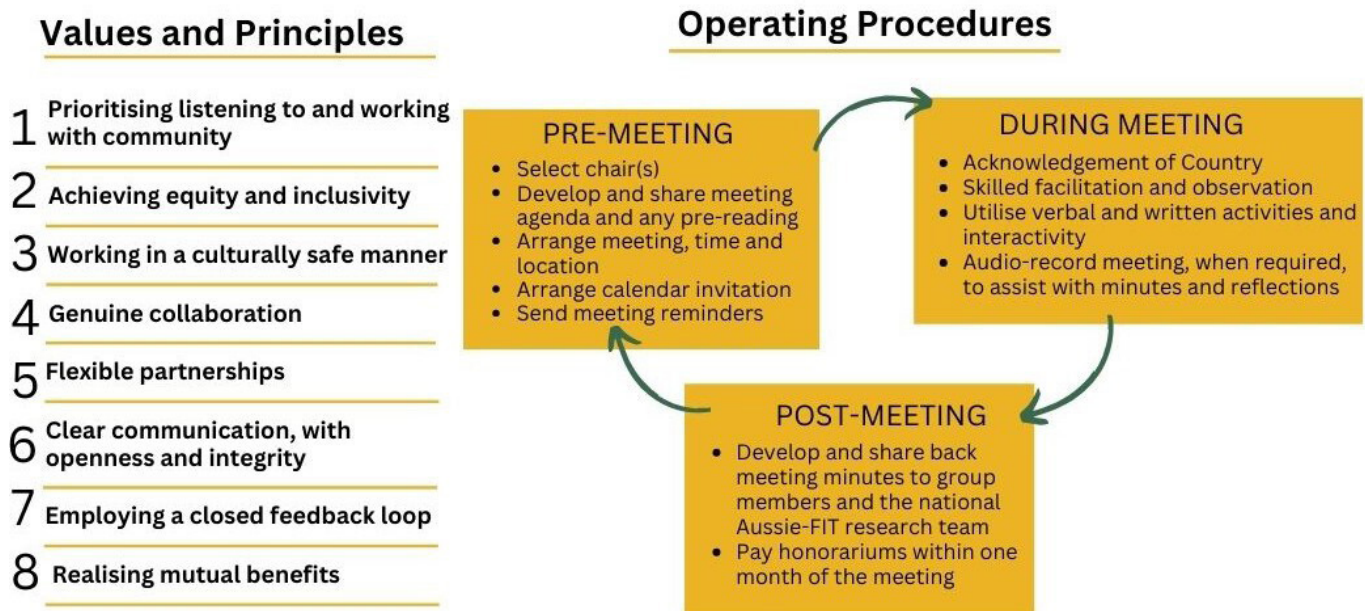 Values and Principles
1 Prioritising listening to and working
with community
2 Achieving equity and inclusivity
3 Working in a culturally safe manner
4 Genuine collaboration
5 Flexible partnerships
6 Clear communication, with
openness and integrity
7 Employing a closed feedback loop
8 Realising mutual benefits
Operating Procedures
PRE-MEETING
• Select chair(s)
• Develop and share meeting
agenda and any pre-reading
• Arrange meeting, time and
location
• Arrange calendar invitation
• Send meeting reminders
DURING MEETING
• Acknowledgement of Country
• Skilled facilitation and observation
• Utilise verbal and written activities and
interactivity
• Audio-record meeting, when required,
to assist with minutes and reflections
POST-MEETING
• Develop and share back
meeting minutes to group
members and the national
Aussie-FIT research team
• Pay honorariums within one
month of the meeting